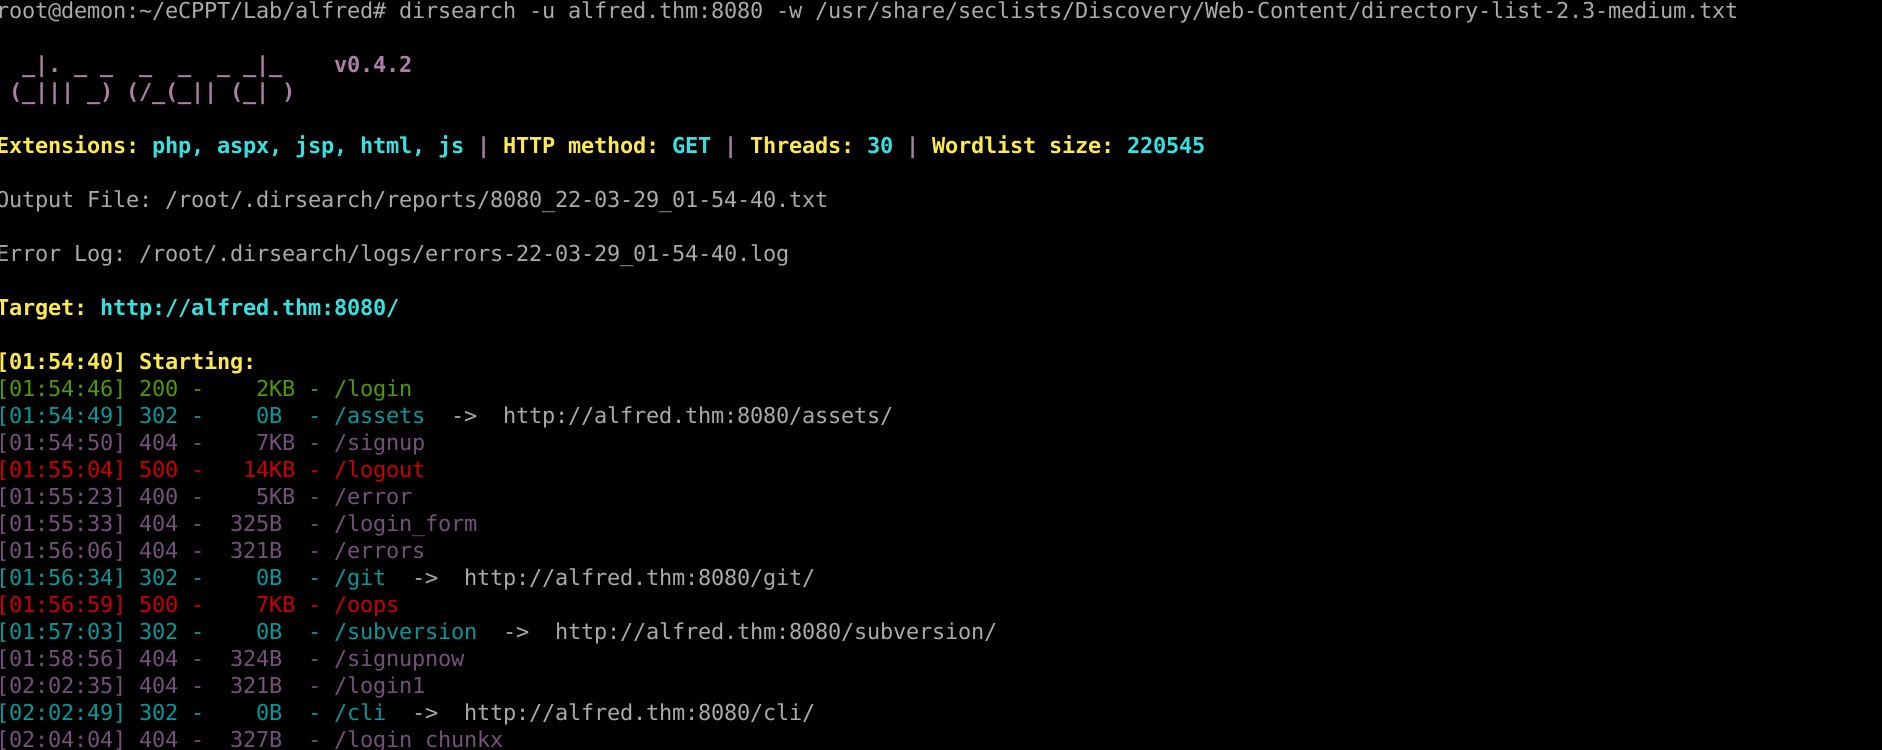 root@demon:~/eCPPT/Lab/alfred# dirsearch -u alfred.thm:8080 -w /usr/share/seclists/Discovery/Web-Content/directory-list-2.3-medium.txt
  _|. _ _  _  _  _ _|_    v0.4.2
 (_||| _) (/_(_|| (_| )
Extensions: php, aspx, jsp, html, js | HTTP method: GET | Threads: 30 | Wordlist size: 220545
Output File: /root/.dirsearch/reports/8080_22-03-29_01-54-40.txt
Error Log: /root/.dirsearch/logs/errors-22-03-29_01-54-40.log
Target: http://alfred.thm:8080/
[01:54:40] Starting:
[01:54:46] 200 -    2KB - /login
[01:54:49] 302 -    0B  - /assets  ->  http://alfred.thm:8080/assets/
[01:54:50] 404 -    7KB - /signup
[01:55:04] 500 -   14KB - /logout
[01:55:23] 400 -    5KB - /error
[01:55:33] 404 -  325B  - /login_form
[01:56:06] 404 -  321B  - /errors
[01:56:34] 302 -    0B  - /git  ->  http://alfred.thm:8080/git/
[01:56:59] 500 -    7KB - /oops
[01:57:03] 302 -    0B  - /subversion  ->  http://alfred.thm:8080/subversion/
[01:58:56] 404 -  324B  - /signupnow
[02:02:35] 404 -  321B  - /login1
[02:02:49] 302 -    0B  - /cli  ->  http://alfred.thm:8080/cli/
[02:04:04] 404 -  327B  - /login_chunkx